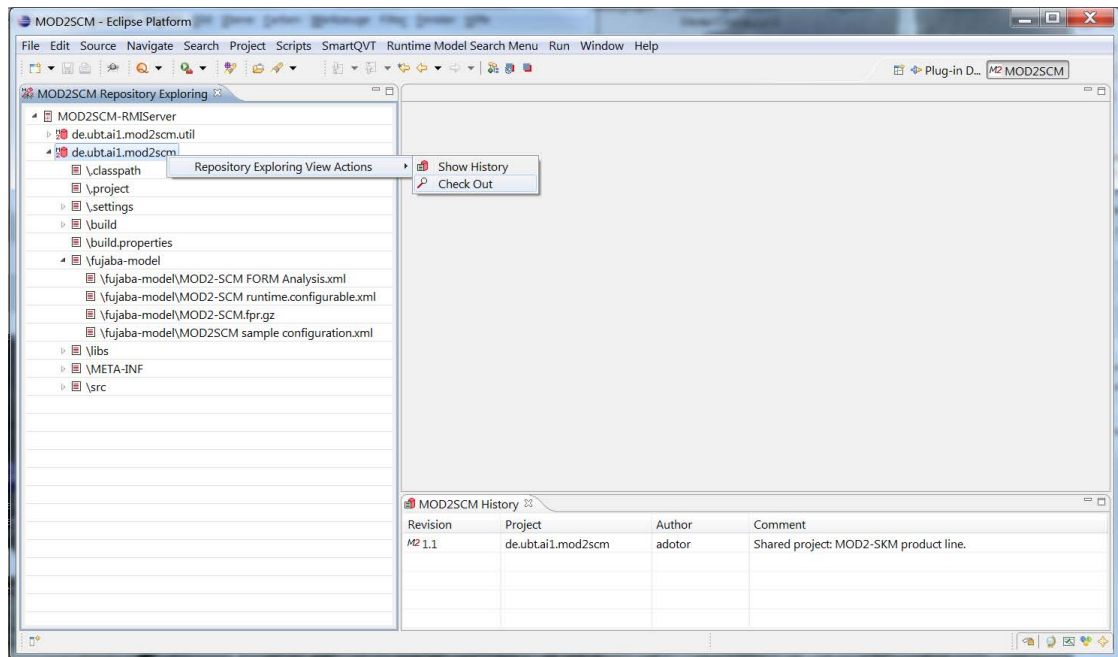 MOD2SCM - Eclipse Platform
File Edit Source Navigate Search Project Scripts SmartQVT Runtime Model Search Menu Run Window Help
Plug-in D... M2 MOD2SCM
MOD2SCM Repository Exploring
MOD2SCM-RMIServer
de.ubt.ai1.mod2scm.util
de.ubt.ai1.mod2scm
Repository Exploring View Actions
Show History
Check Out
\.classpath
\.project
\.settings
\build
\build.properties
\fujaba-model
\fujaba-model\MOD2-SCM FORM Analysis.xml
\fujaba-model\MOD2-SCM runtime.configurable.xml
\fujaba-model\MOD2-SCM.fpr.gz
\fujaba-model\MOD2SCM sample configuration.xml
\libs
\META-INF
\src
MOD2SCM History
Revision Project Author Comment
M2 1.1 de.ubt.ai1.mod2scm adotor Shared project: MOD2-SKM product line.